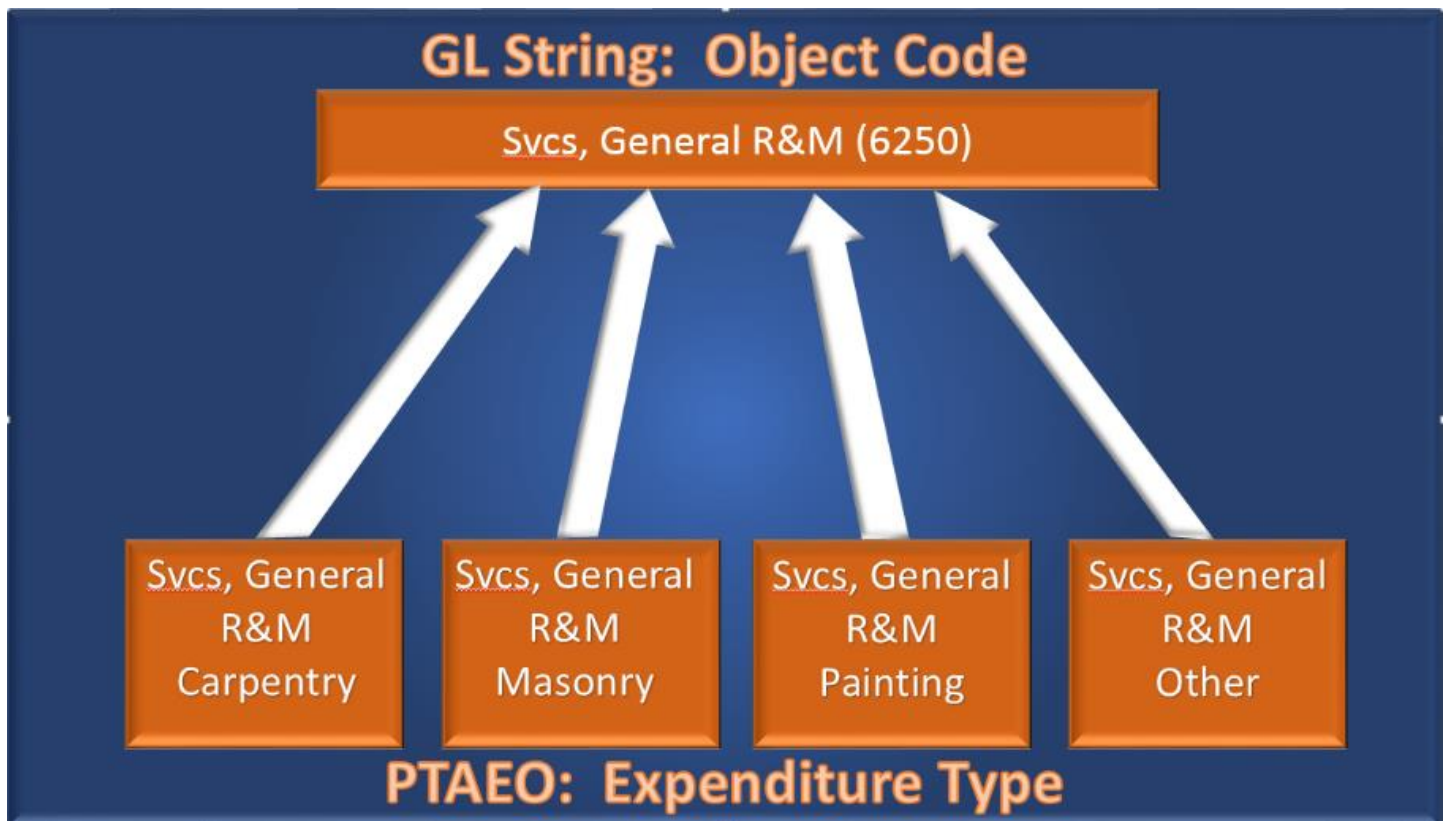 GL String: Object Code
Svcs, General R&M (6250)
Svcs, General
R&M
Carpentry
Svcs, General
R&M
Masonry
Svcs, General
R&M
Painting
Svcs, General
R&M
Other
PTAEO: Expenditure Type